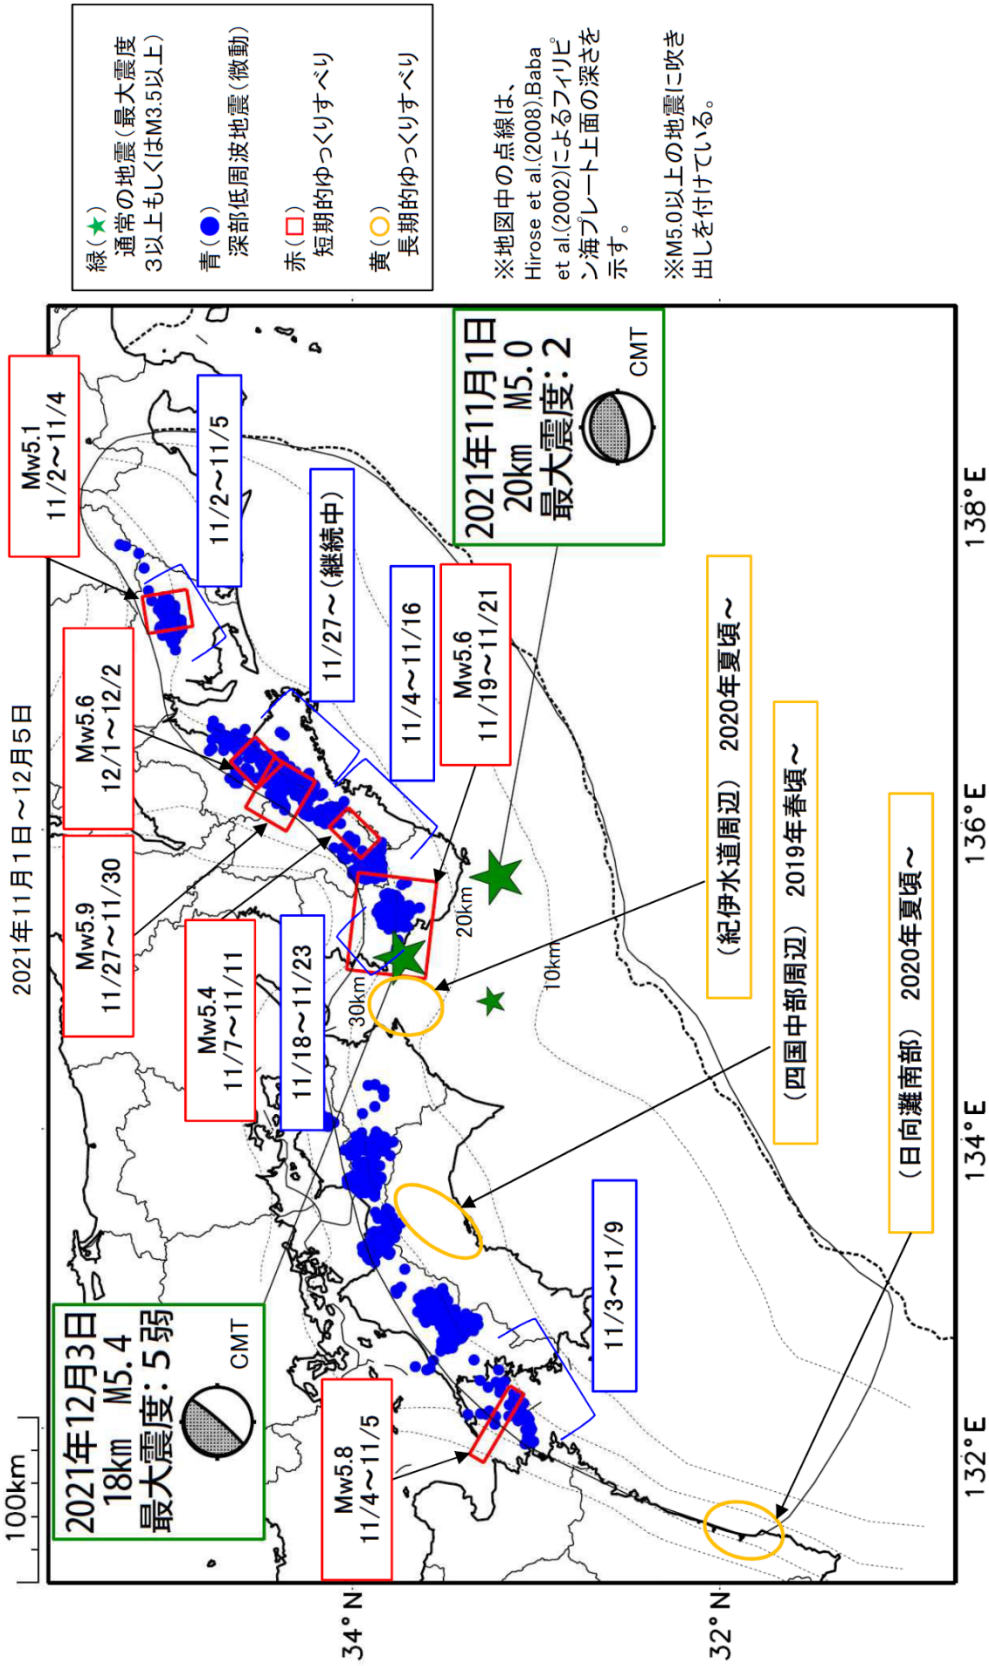 2021年11月1日～12月5日
100km
2021年12月3日
18km M5.4
最大震度：5弱
CMT
Mw5.9
11/27～11/30
Mw5.6
12/1～12/2
Mw5.1
11/2～11/4
11/2～11/5
Mw5.4
11/7～11/11
11/18～11/23
11/27～（継続中）
11/4～11/16
Mw5.6
11/19～11/21
2021年11月1日
20km M5.0
最大震度：2
CMT
Mw5.8
11/4～11/5
11/3～11/9
30km
20km
10km
（紀伊水道周辺） 2020年夏頃～
（四国中部周辺） 2019年春頃～
（日向灘南部） 2020年夏頃～
34°N
32°N
132°E
134°E
136°E
138°E
緑（★）
通常の地震（最大震度
3以上もしくはM3.5以上）
青（●）
深部低周波地震（微動）
赤（□）
短期的ゆっくりすべり
黄（○）
長期的ゆっくりすべり
※地図中の点線は、
Hirose et al.(2008),Baba
et al.(2002)によるフィリピ
ン海プレート上面の深さを
示す。
※M5.0以上の地震に吹き
出しを付けている。